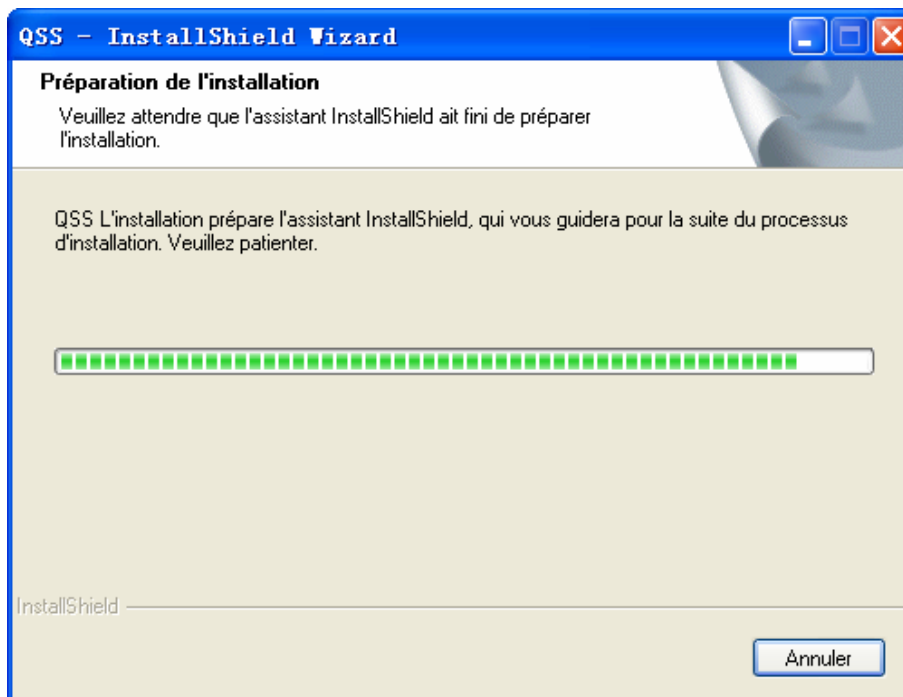 QSS - InstallShield Wizard
Préparation de l'installation
Veuillez attendre que l'assistant InstallShield ait fini de préparer
l'installation.
QSS L'installation prépare l'assistant InstallShield, qui vous guidera pour la suite du processus
d'installation. Veuillez patienter.
InstallShield
Annuler